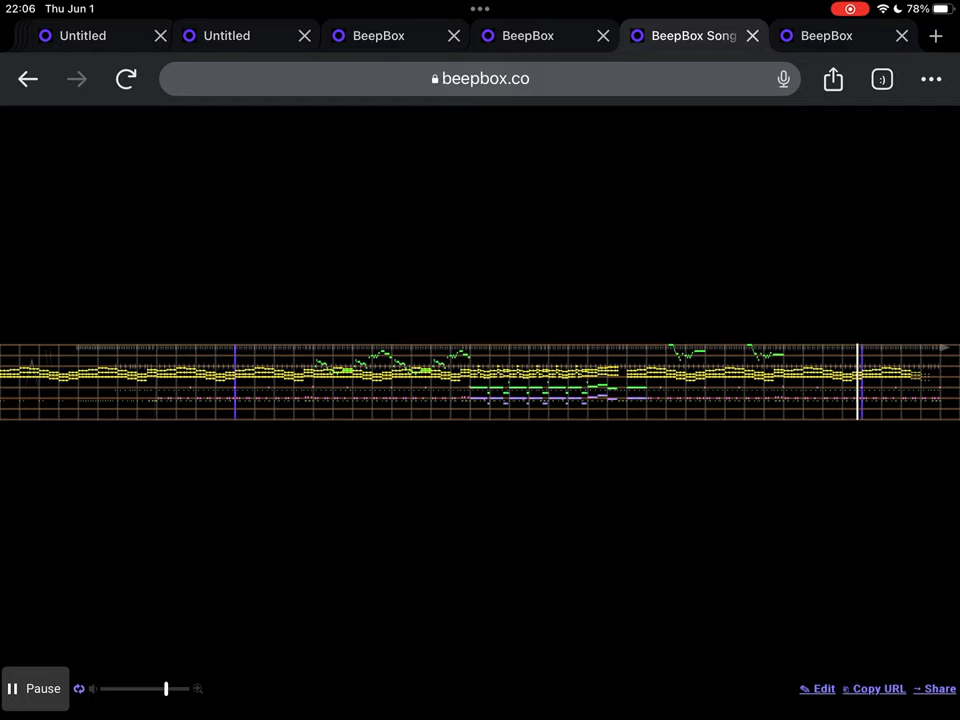 22:06 Thu Jun 1 78%
Untitled Untitled BeepBox BeepBox BeepBox Song BeepBox
beepbox.co
Pause Edit Copy URL Share